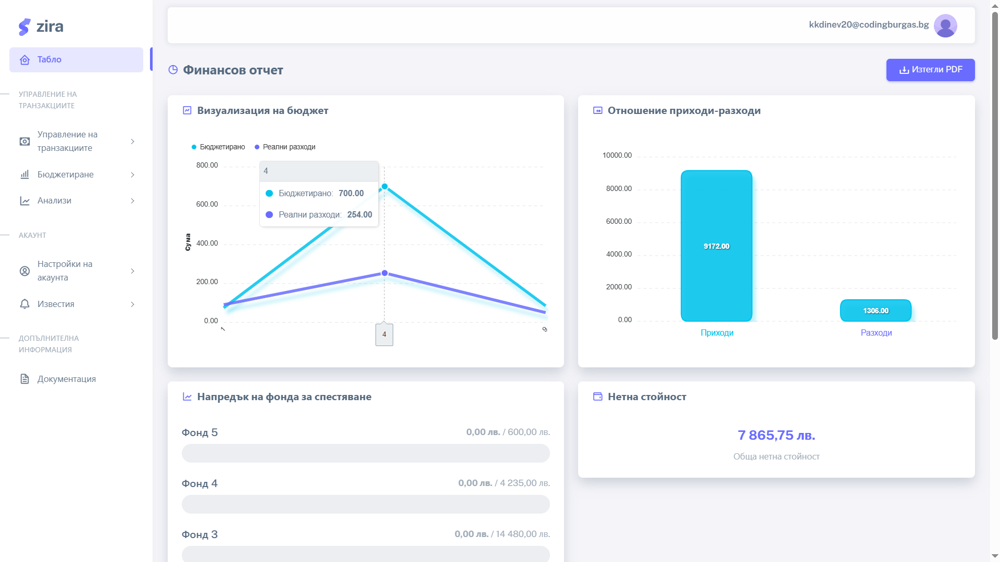 zira
kkdinev20@codingburgas.bg
Табло
УПРАВЛЕНИЕ НА
ТРАНЗАКЦИИТЕ
Управление на
транзакциите
Бюджетиране
Анализи
АКАУНТ
Настройки на
акаунта
Известия
ДОПЪЛНИТЕЛНА
ИНФОРМАЦИЯ
Документация
Финансов отчет
Изтегли PDF
Визуализация на бюджет
Бюджетирано
Реални разходи
800.00
600.00
400.00
200.00
0.00
Сума
4
Бюджетирано: 700.00
Реални разходи: 254.00
1
4
9
Отношение приходи-разходи
10000.00
8000.00
6000.00
4000.00
2000.00
0.00
9172.00
1306.00
Приходи
Разходи
Напредък на фонда за спестяване
Фонд 5
0,00 лв. / 600,00 лв.
Фонд 4
0,00 лв. / 4 235,00 лв.
Фонд 3
0,00 лв. / 14 480,00 лв.
Нетна стойност
7 865,75 лв.
Обща нетна стойност